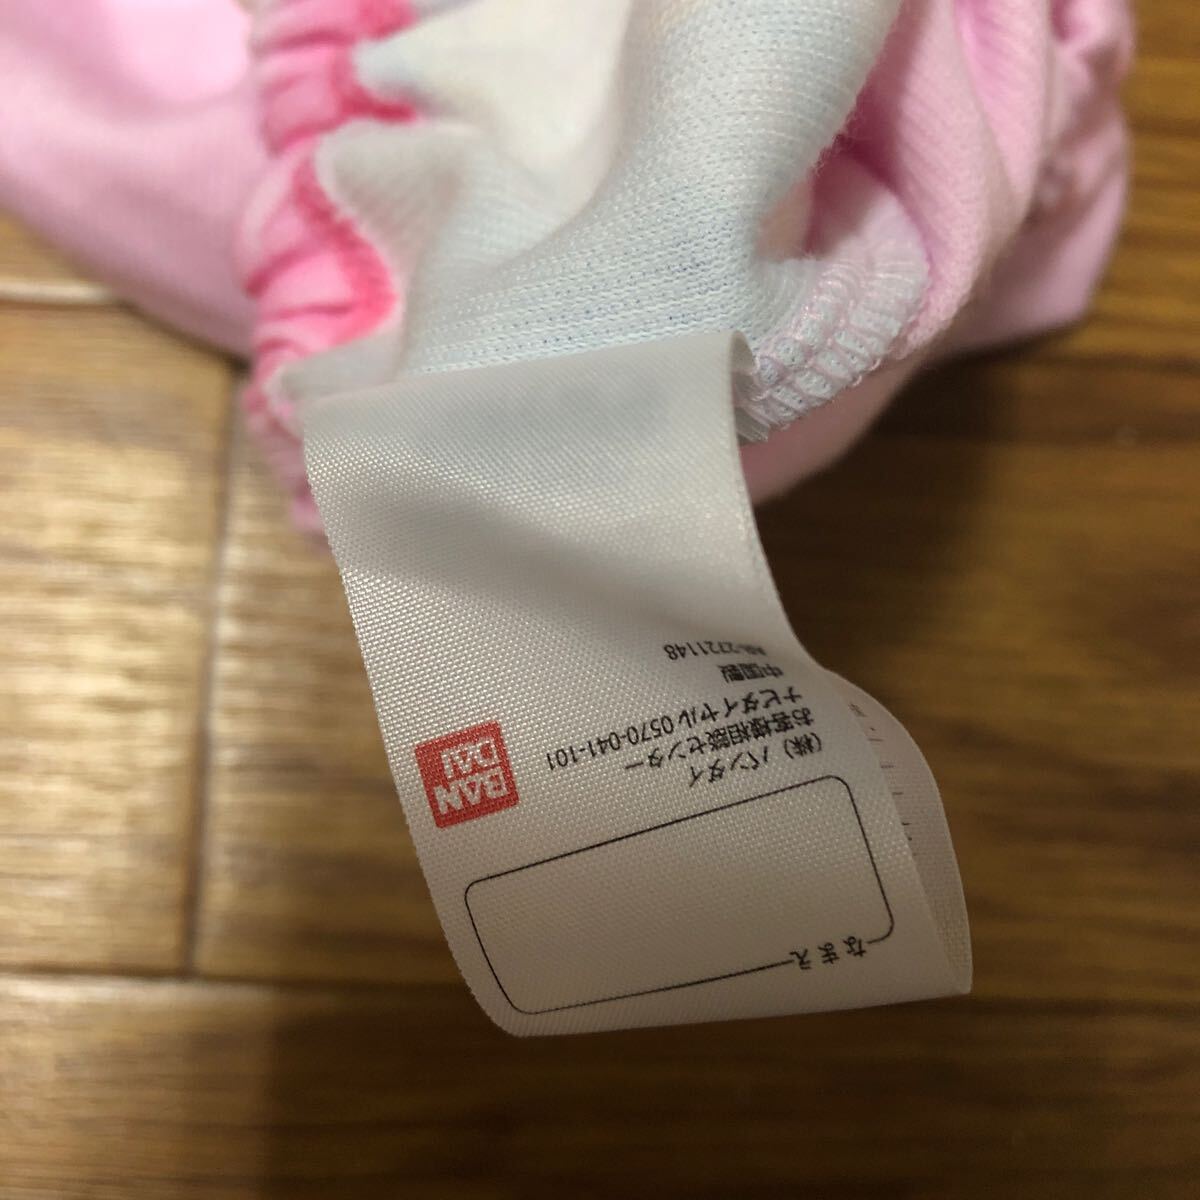 なまえ
(株) バンダイ
お客様相談センター
ナビダイヤル 0570-041-101
中国製
BAN
DAI